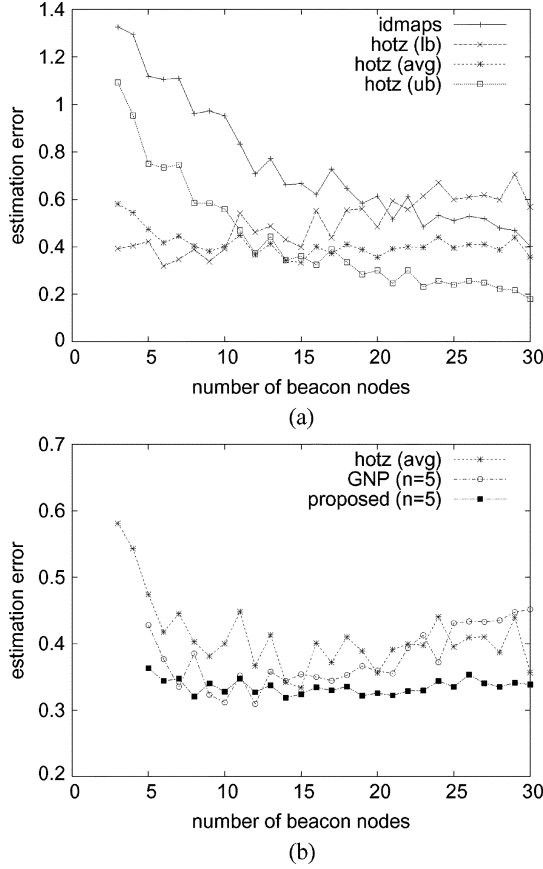 1.4
1.2
1
0.8
0.6
0.4
0.2
0
estimation error
idmaps
hotz (lb)
hotz (avg)
hotz (ub)
0 5 10 15 20 25 30
number of beacon nodes
(a)
0.7
0.6
0.5
0.4
0.3
0.2
estimation error
hotz (avg)
GNP (n=5)
proposed (n=5)
0 5 10 15 20 25 30
number of beacon nodes
(b)